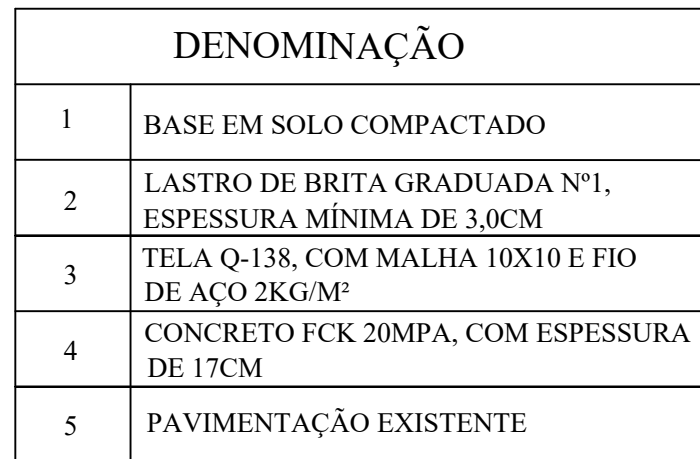 DENOMINAÇÃO
1
BASE EM SOLO COMPACTADO
2
LASTRO DE BRITA GRADUADA Nº1,
ESPESSURA MÍNIMA DE 3,0CM
3
TELA Q-138, COM MALHA 10X10 E FIO
DE AÇO 2KG/M²
4
CONCRETO FCK 20MPA, COM ESPESSURA
DE 17CM
5
PAVIMENTAÇÃO EXISTENTE